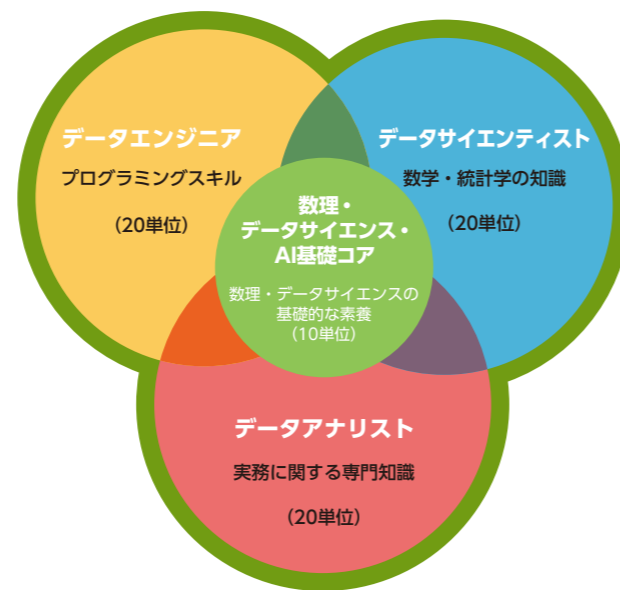 データエンジニア
プログラミングスキル
（20単位）
データサイエンティスト
数学・統計学の知識
（20単位）
数理・
データサイエンス・
AI基礎コア
数理・データサイエンスの
基礎的な素養
（10単位）
データアナリスト
実務に関する専門知識
（20単位）